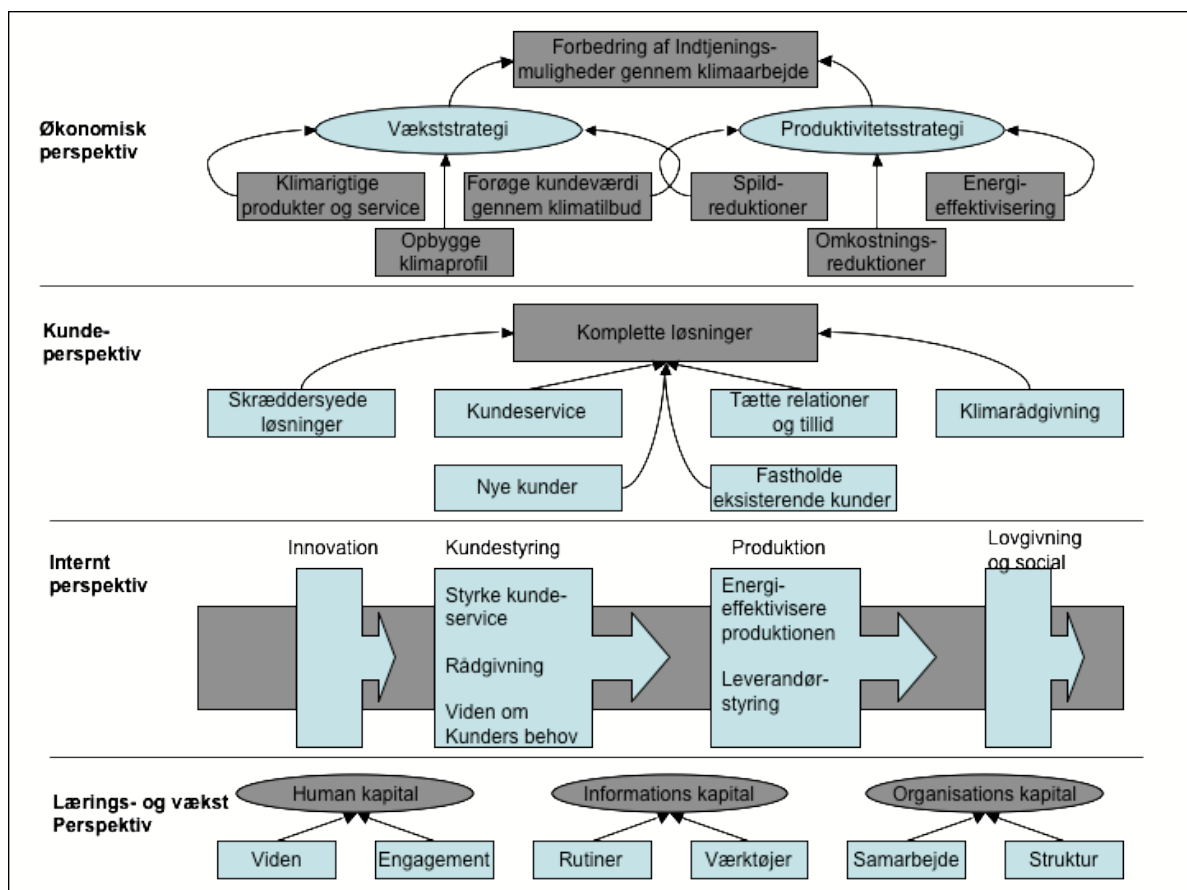 Forbedring af Indtjenings-
muligheder gennem klimaarbejde
Økonomisk
perspektiv
Vækststrategi
Produktivitetsstrategi
Klimarigtige
produkter og service
Forøge kundeværdi
gennem klimatilbud
Spild-
reduktioner
Energi-
effektivisering
Opbygge
klimaprofil
Omkostnings-
reduktioner
Kunde-
perspektiv
Komplette løsninger
Skræddersyede
løsninger
Kundeservice
Tætte relationer
og tillid
Klimarådgivning
Nye kunder
Fastholde
eksisterende kunder
Internt
perspektiv
Innovation
Kundestyring
Produktion
Lovgivning
og social
Styrke kunde-
service
Rådgivning
Viden om
Kunders behov
Energi-
effektivisere
produktionen
Leverandør-
styring
Lærings- og vækst
Perspektiv
Human kapital
Informations kapital
Organisations kapital
Viden
Engagement
Rutiner
Værktøjer
Samarbejde
Struktur